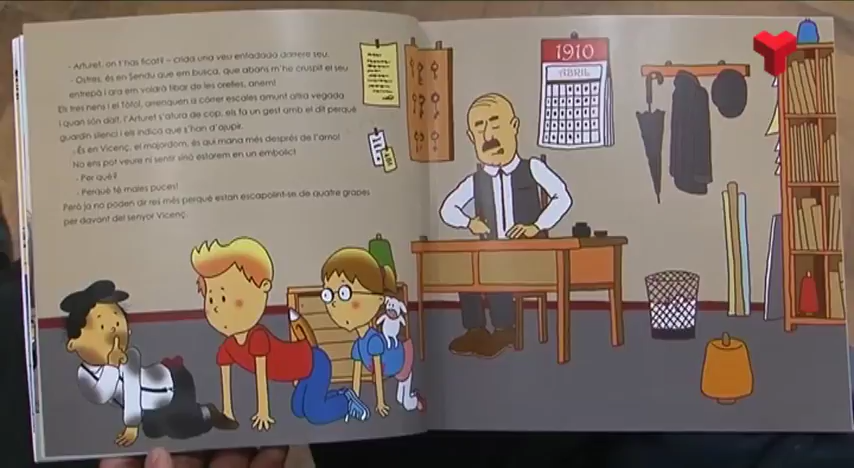 - Arturet, on t'has ficat? – crida una veu enfadada darrere seu.
- Ostres, és en Sendu que em busca, que abans m'he cruspit el seu
entrepà i ara em voldrà tibar de les orelles, anem!
Els tres nens i el Tófol, arrenquen a córrer escales amunt altra vegada
i quan són dalt, l'Arturet s'atura de cop, els fa un gest amb el dit perquè
guardin silenci i els indica que s'han d'ajupir.
- És en Vicenç, el majordom, és qui mana més després de l'amo!
No ens pot veure ni sentir sinó estarem en un embolic!
- Per què?
- Perquè té males puces!
Però ja no poden dir res més perquè estan escapolint-se de quatre grapes
per davant del senyor Vicenç.
1910
ABRIL